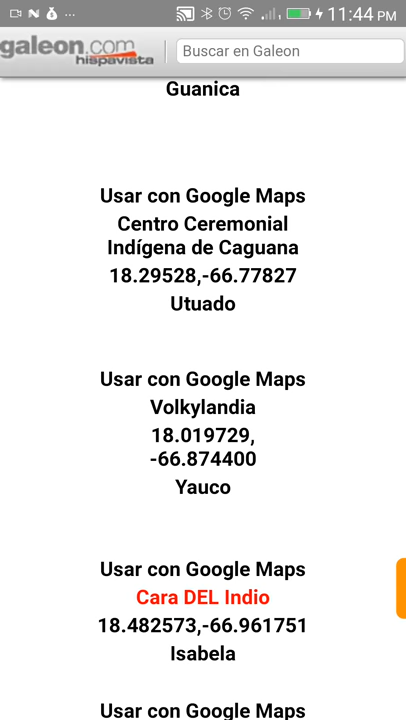 11:44 PM
galeon.com
hispavista
Buscar en Galeon
Guanica
Usar con Google Maps
Centro Ceremonial
Indígena de Caguana
18.29528,-66.77827
Utuado
Usar con Google Maps
Volkylandia
18.019729,
-66.874400
Yauco
Usar con Google Maps
Cara DEL Indio
18.482573,-66.961751
Isabela
Usar con Google Maps